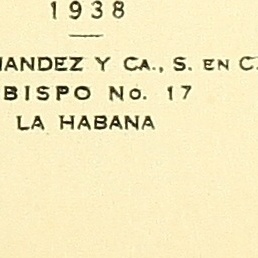 1938
NANDEZ Y CA., S. EN C.
BISPO No. 17
LA HABANA